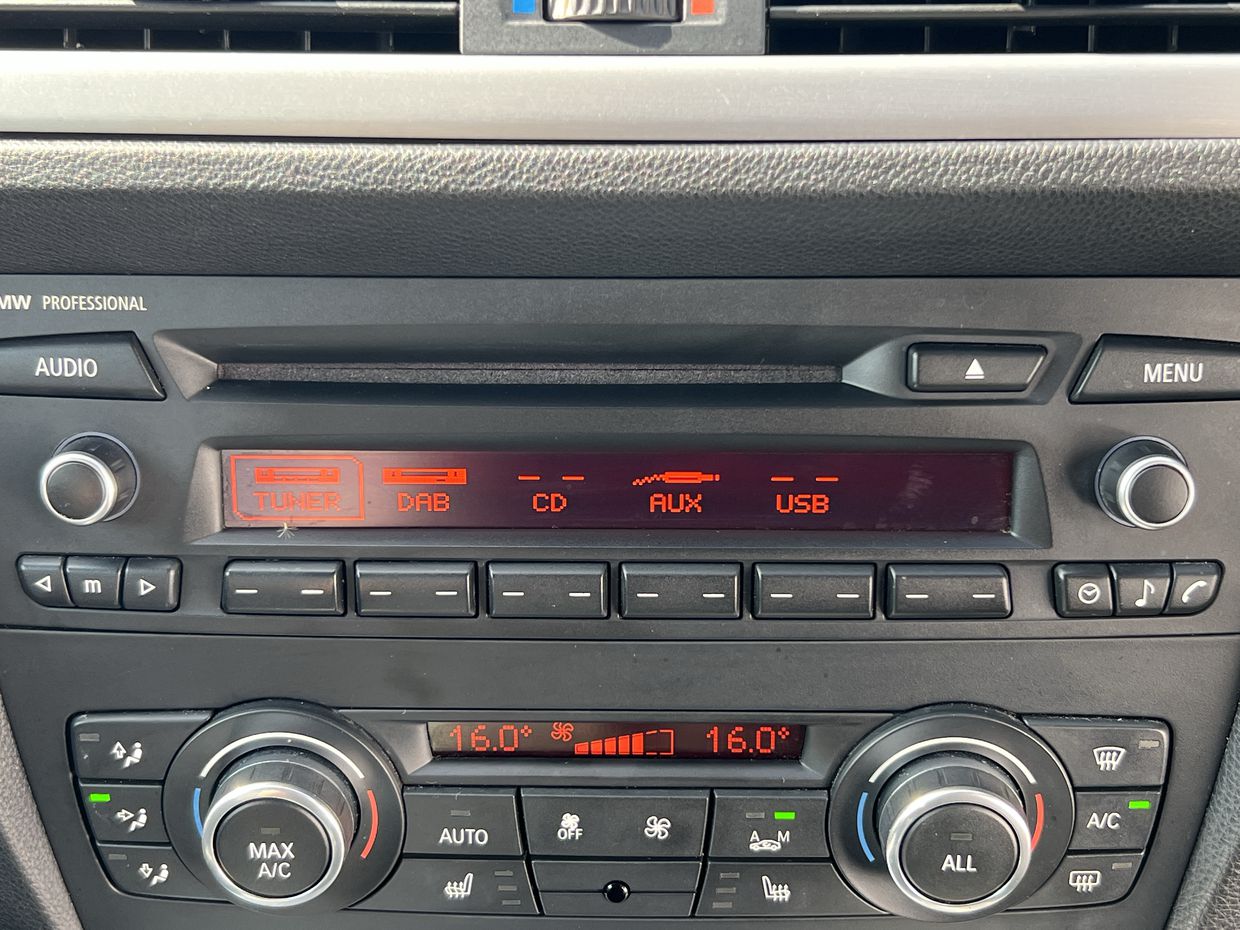 MW PROFESSIONAL
AUDIO
MENU
TUNER DAB CD AUX USB
m
16.0° 16.0°
AUTO
OFF
A M
A/C
MAX
A/C
ALL